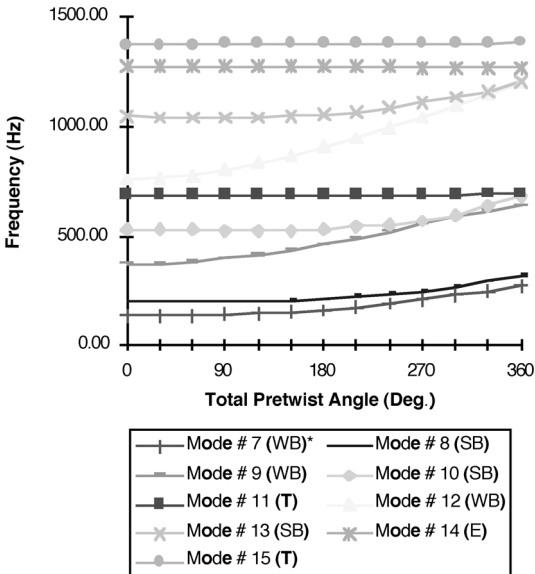 1500.00
1000.00
500.00
0.00
Frequency (Hz)
0 90 180 270 360
Total Pretwist Angle (Deg.)
Mode # 7 (WB)* Mode # 8 (SB)
Mode # 9 (WB) Mode # 10 (SB)
Mode # 11 (T) Mode # 12 (WB)
Mode # 13 (SB) Mode # 14 (E)
Mode # 15 (T)